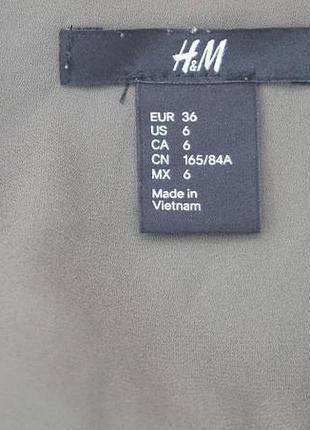 H&M
EUR 36
US 6
CA 6
CN 165/84A
MX 6
Made in
Vietnam